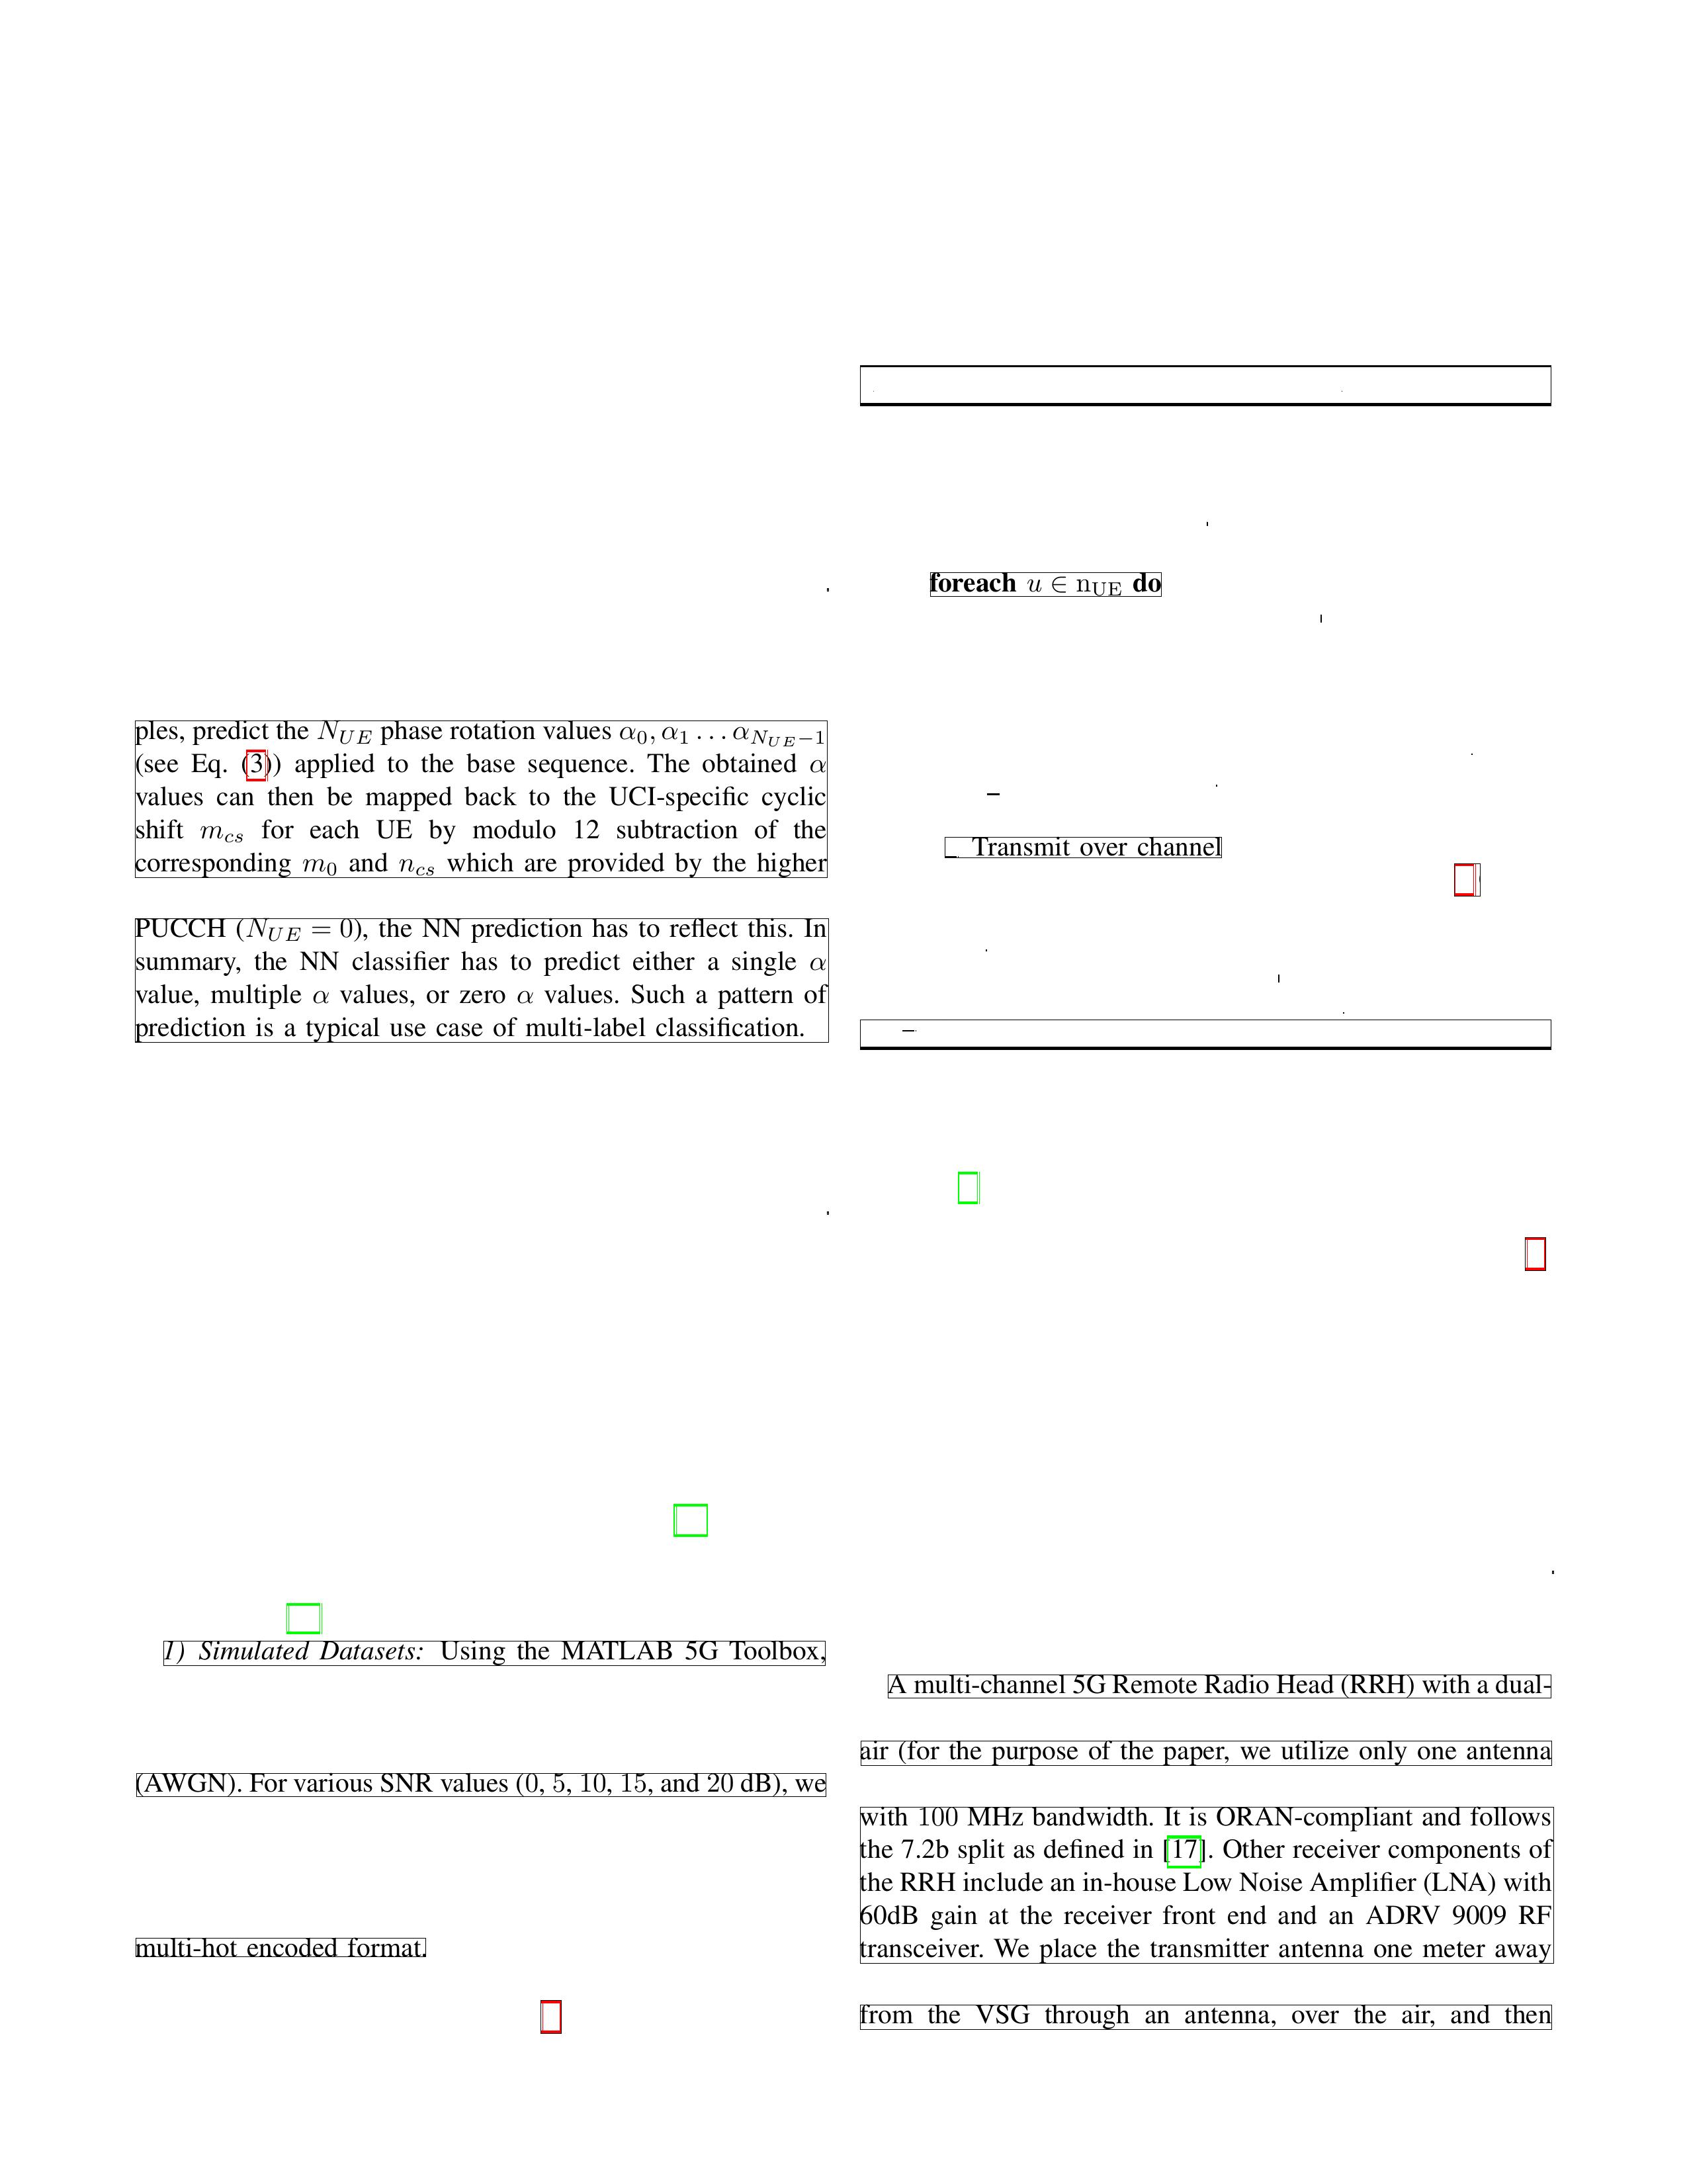 ples, predict the N_{UE} phase rotation values α_0, α_1 … α_{N_{UE}−1}
(see Eq. (3)) applied to the base sequence. The obtained α
values can then be mapped back to the UCI-specific cyclic
shift m_{cs} for each UE by modulo 12 subtraction of the
corresponding m_0 and n_{cs} which are provided by the higher
PUCCH (N_{UE} = 0), the NN prediction has to reflect this. In
summary, the NN classifier has to predict either a single α
value, multiple α values, or zero α values. Such a pattern of
prediction is a typical use case of multi-label classification.
1) Simulated Datasets: Using the MATLAB 5G Toolbox,
(AWGN). For various SNR values (0, 5, 10, 15, and 20 dB), we
multi-hot encoded format.
foreach u ∈ n_{UE} do
Transmit over channel
A multi-channel 5G Remote Radio Head (RRH) with a dual-
air (for the purpose of the paper, we utilize only one antenna
with 100 MHz bandwidth. It is ORAN-compliant and follows
the 7.2b split as defined in [17]. Other receiver components of
the RRH include an in-house Low Noise Amplifier (LNA) with
60dB gain at the receiver front end and an ADRV 9009 RF
transceiver. We place the transmitter antenna one meter away
from the VSG through an antenna, over the air, and then